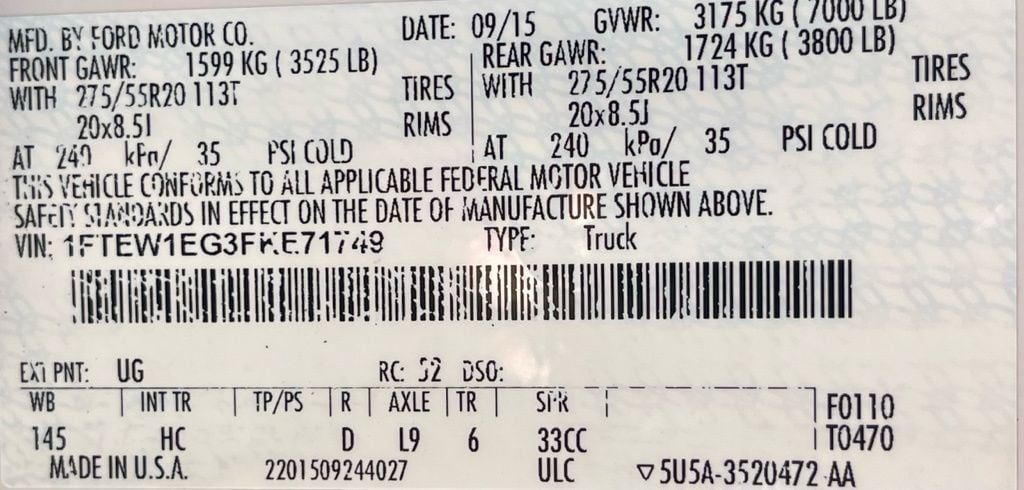 MFD. BY FORD MOTOR CO. DATE: 09/15 GVWR: 3175 KG ( 7000 LB)
FRONT GAWR: 1599 KG ( 3525 LB) REAR GAWR: 1724 KG ( 3800 LB)
WITH 275/55R20 113T TIRES WITH 275/55R20 113T TIRES
20x8.5J RIMS 20x8.5J RIMS
AT 240 kPa/ 35 PSI COLD AT 240 kPa/ 35 PSI COLD
THIS VEHICLE CONFORMS TO ALL APPLICABLE FEDERAL MOTOR VEHICLE
SAFETY STANDARDS IN EFFECT ON THE DATE OF MANUFACTURE SHOWN ABOVE.
VIN: 1FTEW1EG3FKE71749 TYPE: Truck
EXT PNT: UG RC: 52 DSO:
WB INT TR TP/PS R AXLE TR SPR F0110
145 HC D L9 6 33CC T0470
MADE IN U.S.A. 2201509244027 ULC ▽5U5A-3520472 AA